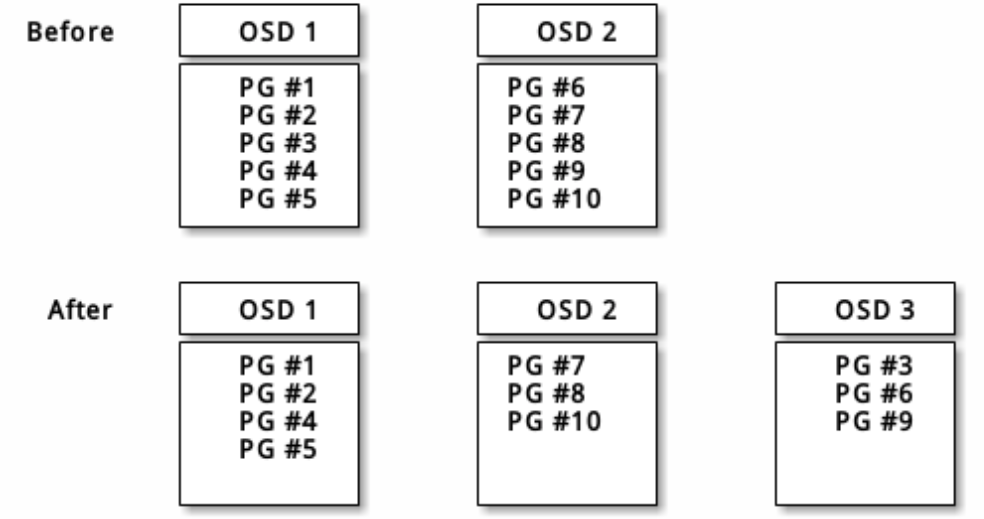 Before
OSD 1
OSD 2
PG #1
PG #2
PG #3
PG #4
PG #5
PG #6
PG #7
PG #8
PG #9
PG #10
After
OSD 1
OSD 2
OSD 3
PG #1
PG #2
PG #4
PG #5
PG #7
PG #8
PG #10
PG #3
PG #6
PG #9